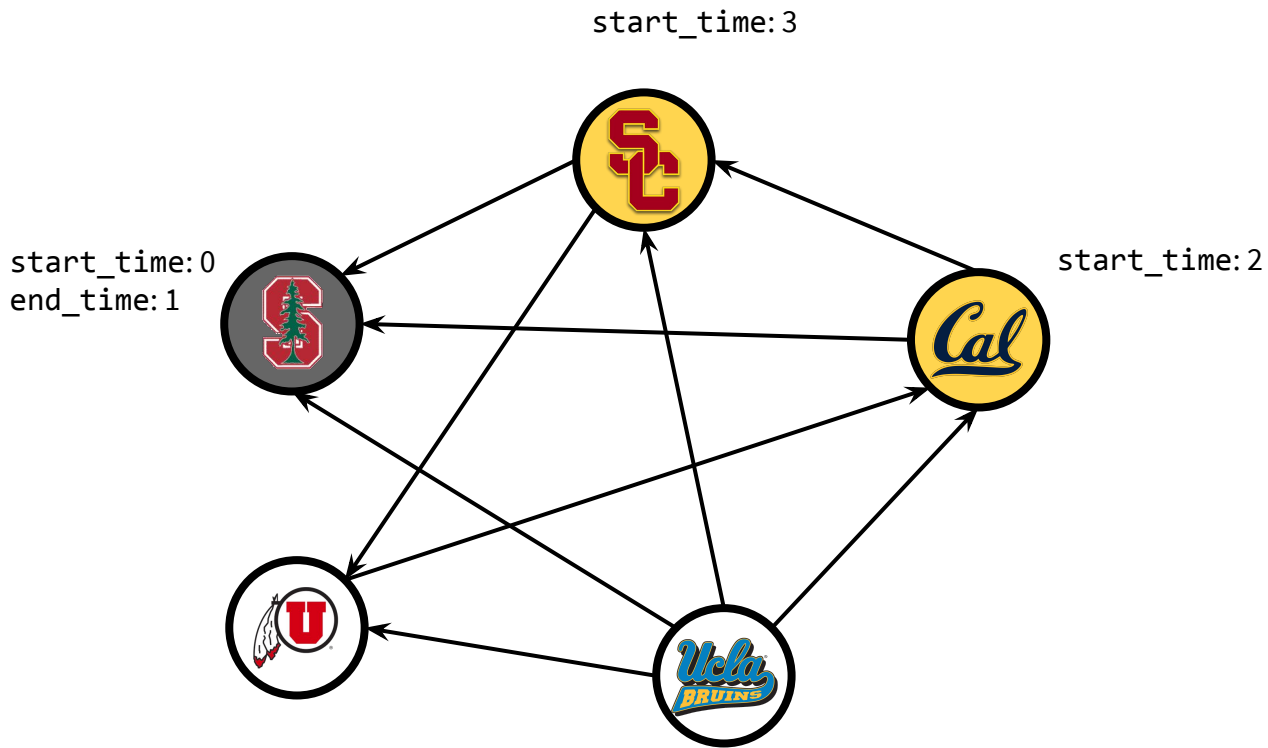 start_time: 3
SC
start_time: 0
end_time: 1
S
start_time: 2
Cal
U
Ucla
BRUINS